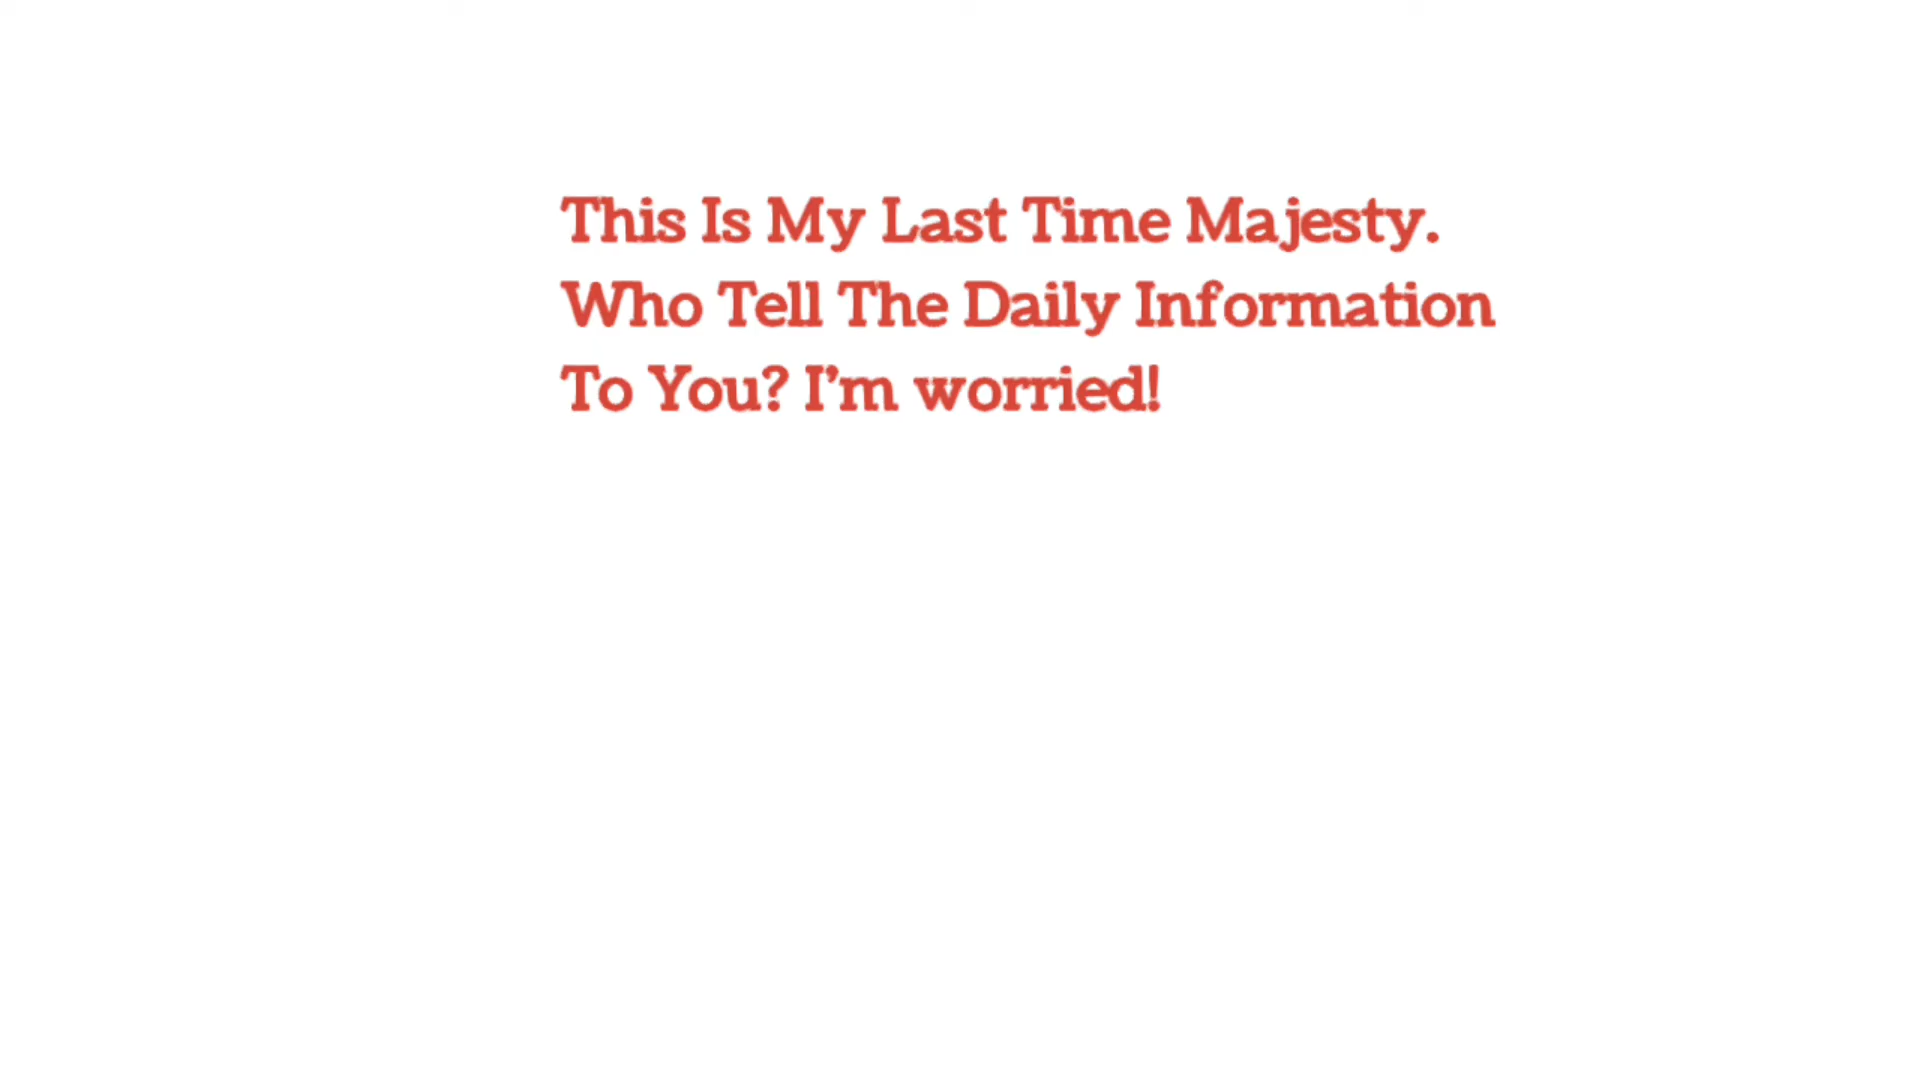 This Is My Last Time Majesty.
Who Tell The Daily Information
To You? I'm worried!